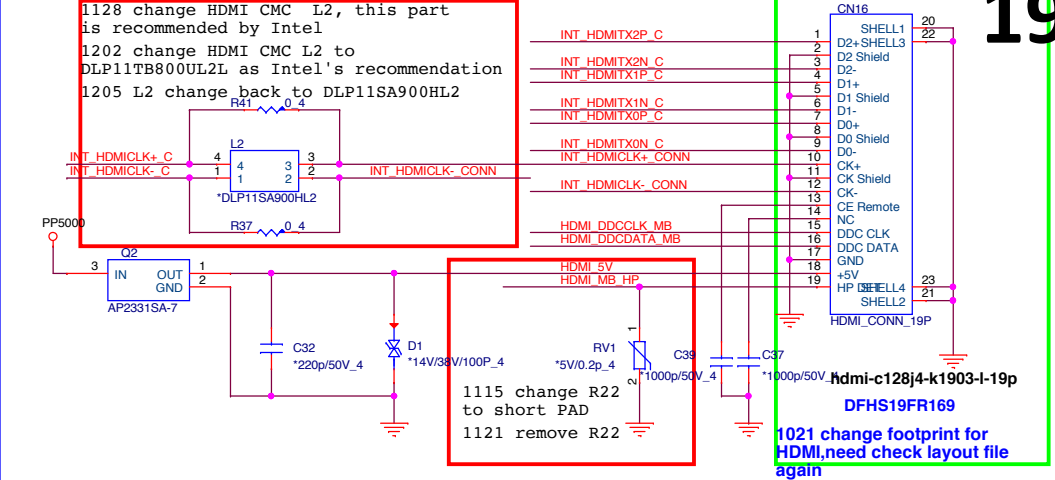 1128 change HDMI CMC L2, this part
is recommended by Intel
1202 change HDMI CMC L2 to
DLP11TB800UL2L as Intel's recommendation
1205 L2 change back to DLP11SA900HL2
R41 0_4
L2
INT_HDMICLK+_C 4 4 3 3
INT_HDMICLK-_C 1 1 2 2 INT_HDMICLK-_CONN
*DLP11SA900HL2
R37 0_4
PP5000
Q2
3 IN OUT 1
GND 2
AP2331SA-7
C32
*220p/50V_4
D1
*14V/38V/100P_4
INT_HDMITX2P_C
INT_HDMITX2N_C
INT_HDMITX1P_C
INT_HDMITX1N_C
INT_HDMITX0P_C
INT_HDMITX0N_C
INT_HDMICLK+_CONN
INT_HDMICLK-_CONN
HDMI_DDCCLK_MB
HDMI_DDCDATA_MB
HDMI_5V
HDMI_MB_HP
1
RV1
*5V/0.2p_4
2
1115 change R22
to short PAD
1121 remove R22
C39
*1000p/50V_4
C37
*1000p/50V_4
19
CN16
SHELL1 20
1 D2+ SHELL3 22
2 D2 Shield
3 D2-
4 D1+
5 D1 Shield
6 D1-
7 D0+
8 D0 Shield
9 D0-
10 CK+
11 CK Shield
12 CK-
13 CE Remote
14 NC
15 DDC CLK
16 DDC DATA
17 GND
18 +5V
19 HP DET SHELL4 23
SHELL2 21
HDMI_CONN_19P
hdmi-c128j4-k1903-l-19p
DFHS19FR169
1021 change footprint for
HDMI,need check layout file
again